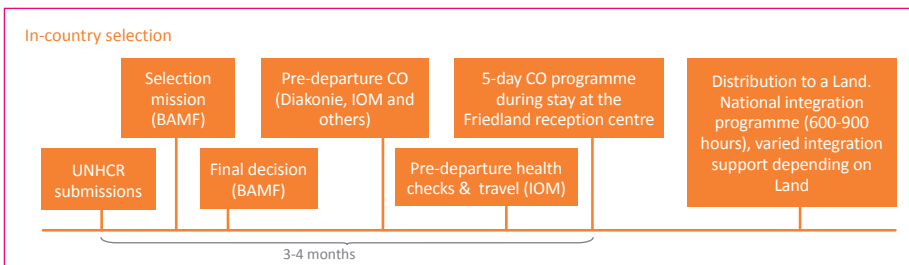 In-country selection
Selection
mission
(BAMF)
Pre-departure CO
(Diakonie, IOM and
others)
5-day CO programme
during stay at the
Friedland reception centre
Distribution to a Land.
National integration
programme (600-900
hours), varied integration
support depending on
Land
UNHCR
submissions
Final decision
(BAMF)
Pre-departure health
checks & travel (IOM)
3-4 months